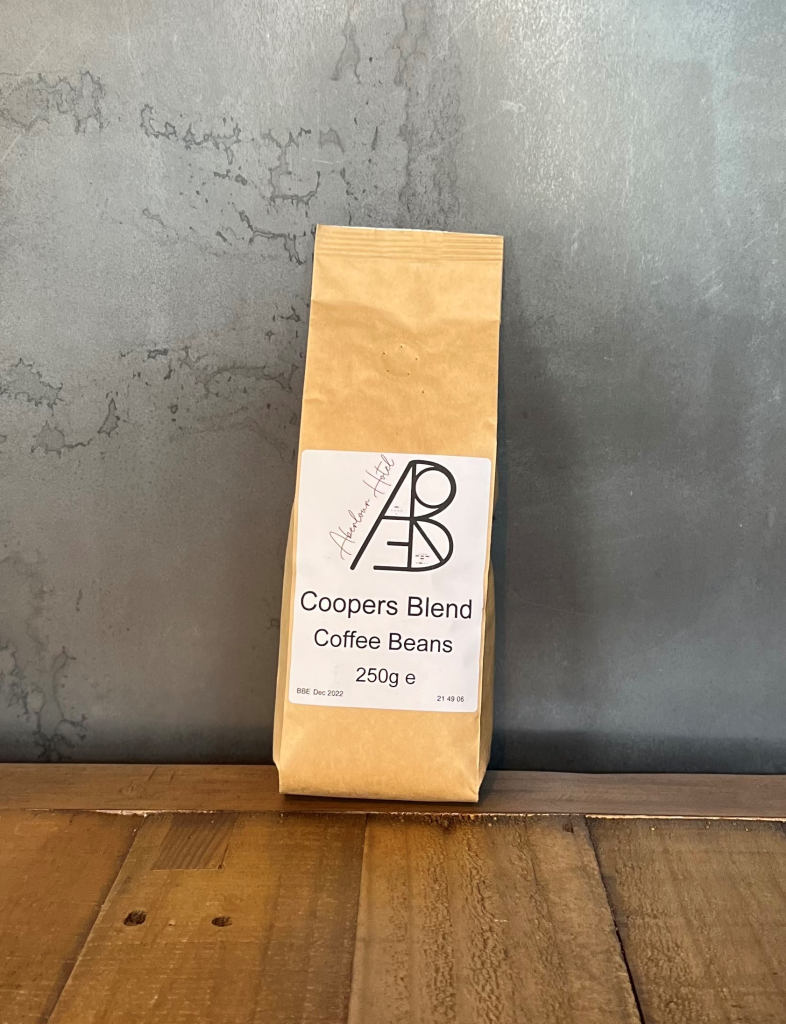 Aberlour Hotel
Coopers Blend
Coffee Beans
250g e
BBE Dec 2022
21 49 06